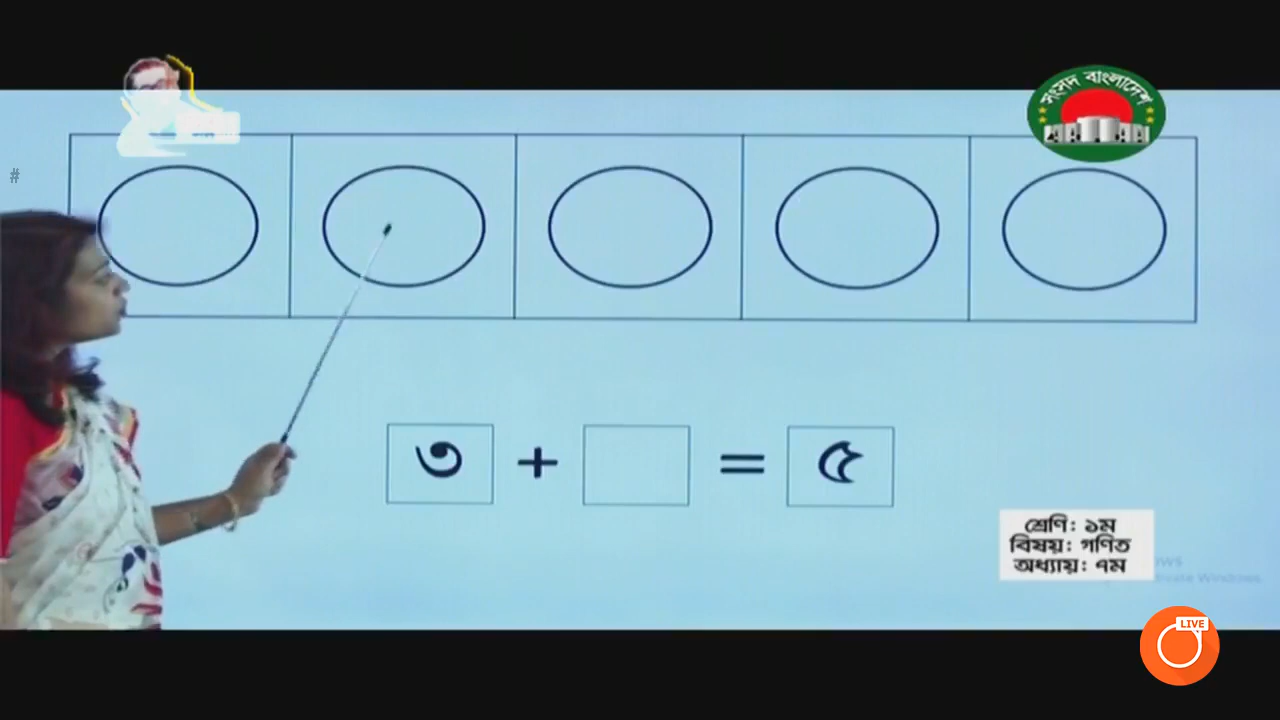 সংসদ বাংলাদেশ
#
৩ + = ৫
শ্রেণি: ১ম
বিষয়: গণিত
অধ্যায়: ৭ম
LIVE